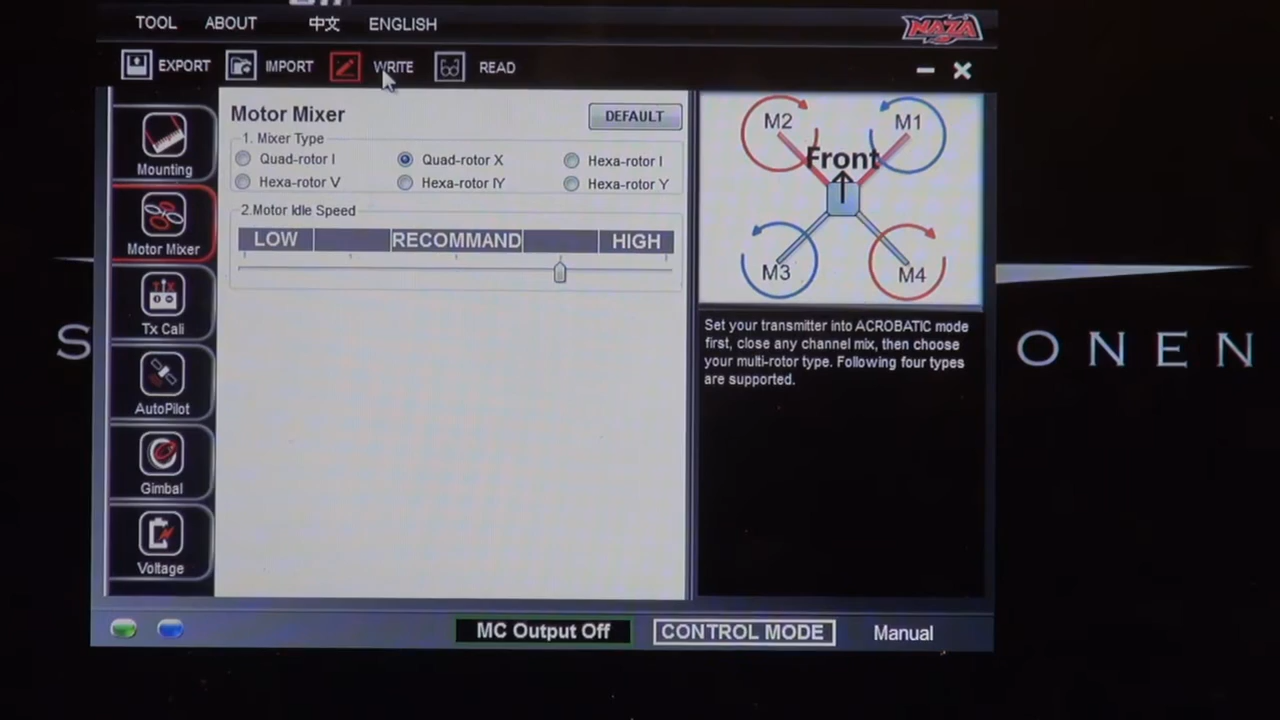 TOOL ABOUT 中文 ENGLISH
NAZA
EXPORT IMPORT WRITE READ
Mounting
Motor Mixer
Tx Cali
AutoPilot
Gimbal
Voltage
Motor Mixer DEFAULT
1. Mixer Type
Quad-rotor I Quad-rotor X Hexa-rotor I
Hexa-rotor V Hexa-rotor IY Hexa-rotor Y
2.Motor Idle Speed
LOW RECOMMAND HIGH
M2 M1
Front
M3 M4
Set your transmitter into ACROBATIC mode
first, close any channel mix, then choose
your multi-rotor type. Following four types
are supported.
S ONEN
MC Output Off CONTROL MODE Manual